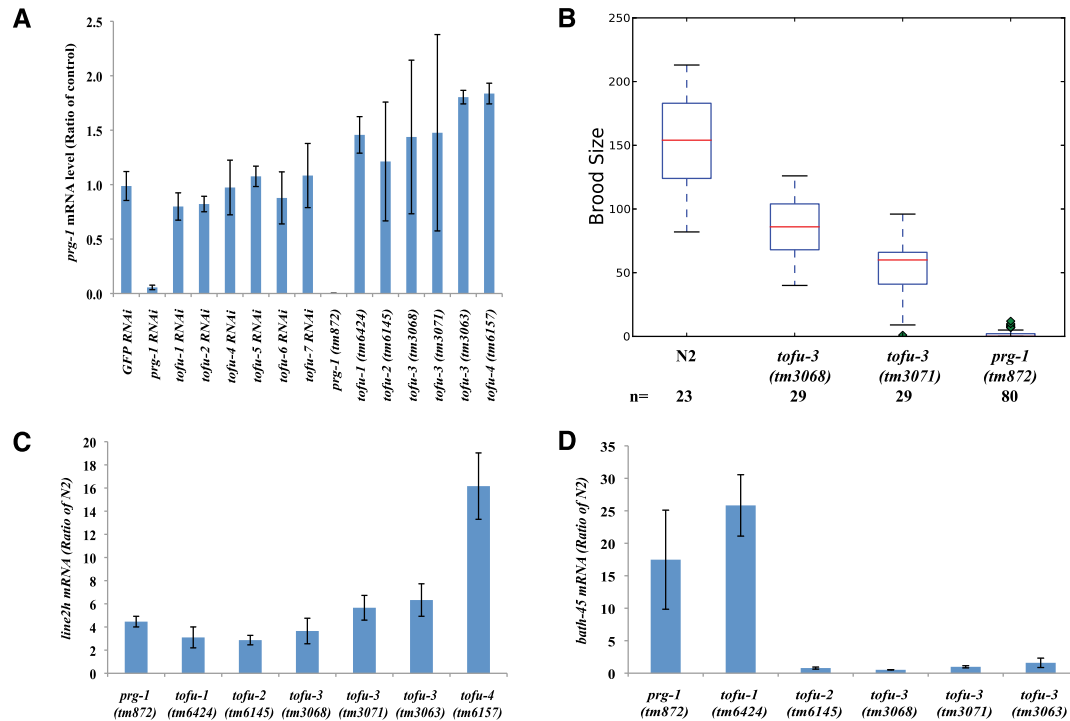 A
prg-1 mRNA level (Ratio of control)
2.5
2.0
1.5
1.0
0.5
0.0
GFP RNAi
prg-1 RNAi
tofu-1 RNAi
tofu-2 RNAi
tofu-4 RNAi
tofu-5 RNAi
tofu-6 RNAi
tofu-7 RNAi
prg-1 (tm872)
tofu-1 (tm6424)
tofu-2 (tm6145)
tofu-3 (tm3068)
tofu-3 (tm3071)
tofu-3 (tm3063)
tofu-4 (tm6157)
B
Brood Size
250
200
150
100
50
0
N2
tofu-3
(tm3068)
tofu-3
(tm3071)
prg-1
(tm872)
n= 23 29 29 80
C
line2h mRNA (Ratio of N2)
20
18
16
14
12
10
8
6
4
2
0
prg-1
(tm872)
tofu-1
(tm6424)
tofu-2
(tm6145)
tofu-3
(tm3068)
tofu-3
(tm3071)
tofu-3
(tm3063)
tofu-4
(tm6157)
D
bath-45 mRNA (Ratio of N2)
35
30
25
20
15
10
5
0
prg-1
(tm872)
tofu-1
(tm6424)
tofu-2
(tm6145)
tofu-3
(tm3068)
tofu-3
(tm3071)
tofu-3
(tm3063)